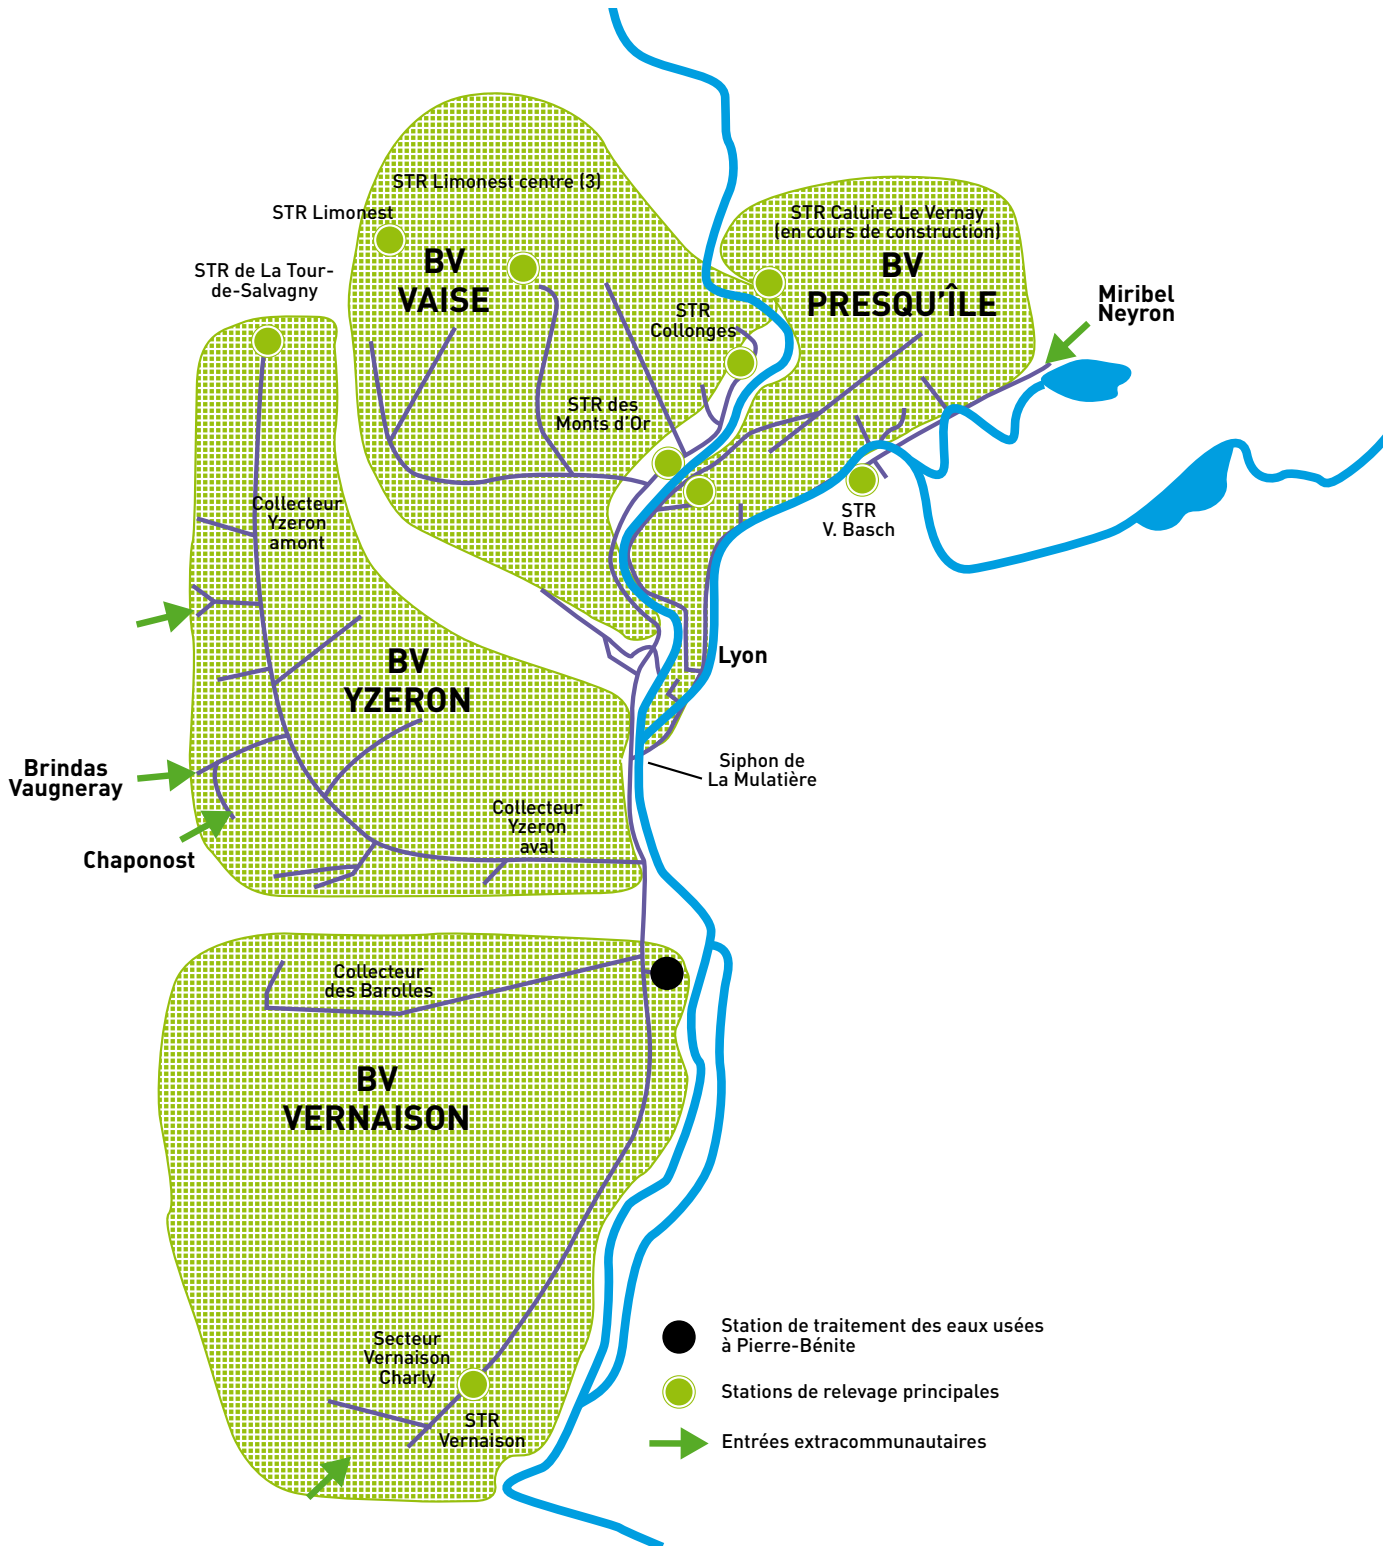 STR Limonest centre (3)
STR Limonest
BV
VAISE
STR de La Tour-
de-Salvagny
STR Caluire Le Vernay
(en cours de construction)
BV
PRESQU'ÎLE
Miribel
Neyron
STR
Collonges
STR des
Monts d'Or
Collecteur
Yzeron
amont
STR
V. Basch
BV
YZERON
Lyon
Brindas
Vaugneray
Siphon de
La Mulatière
Collecteur
Yzeron
aval
Chaponost
Collecteur
des Barolles
BV
VERNAISON
Secteur
Vernaison
Charly
STR
Vernaison
Station de traitement des eaux usées
à Pierre-Bénite
Stations de relevage principales
Entrées extracommunautaires